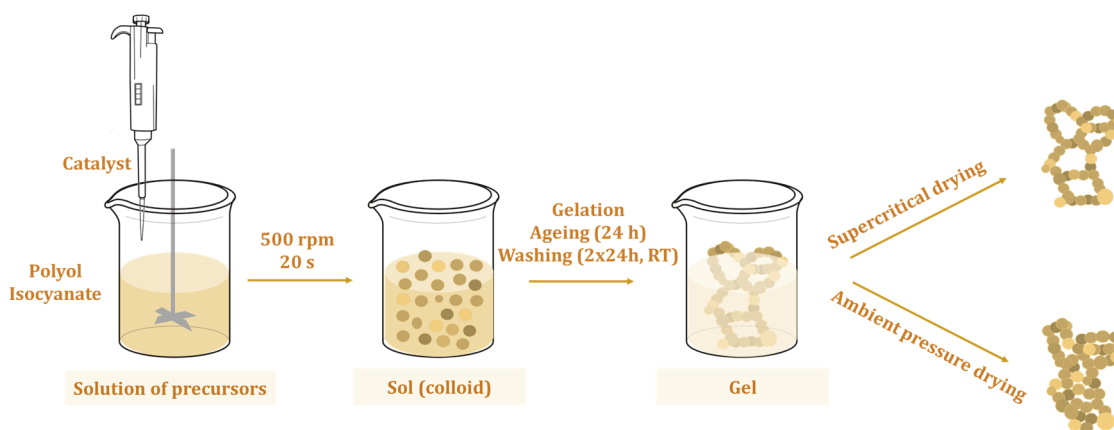 Catalyst
Polyol
Isocyanate
Solution of precursors
500 rpm
20 s
Sol (colloid)
Gelation
Ageing (24 h)
Washing (2x24h, RT)
Gel
Supercritical drying
Ambient pressure drying